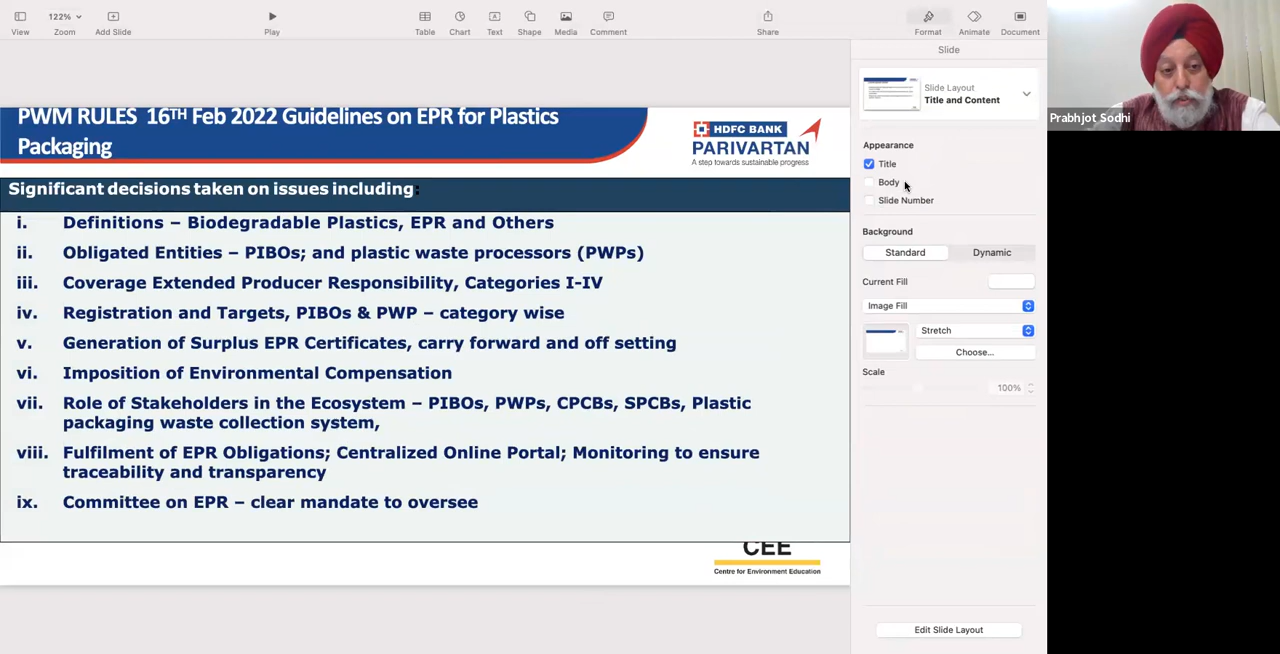 View
122%
Zoom
Add Slide
Play
Table
Chart
Text
Shape
Media
Comment
Share
Format
Animate
Document
Slide
Slide Layout
Title and Content
Appearance
Title
Body
Slide Number
Background
Standard
Dynamic
Current Fill
Image Fill
Stretch
Choose...
Scale
100%
Edit Slide Layout
PWM RULES 16TH Feb 2022 Guidelines on EPR for Plastics
Packaging
HDFC BANK
PARIVARTAN
A step towards sustainable progress
Significant decisions taken on issues including:
i. Definitions – Biodegradable Plastics, EPR and Others
ii. Obligated Entities – PIBOs; and plastic waste processors (PWPs)
iii. Coverage Extended Producer Responsibility, Categories I-IV
iv. Registration and Targets, PIBOs & PWP – category wise
v. Generation of Surplus EPR Certificates, carry forward and off setting
vi. Imposition of Environmental Compensation
vii. Role of Stakeholders in the Ecosystem – PIBOs, PWPs, CPCBs, SPCBs, Plastic
packaging waste collection system,
viii. Fulfilment of EPR Obligations; Centralized Online Portal; Monitoring to ensure
traceability and transparency
ix. Committee on EPR – clear mandate to oversee
CEE
Centre for Environment Education
Prabhjot Sodhi